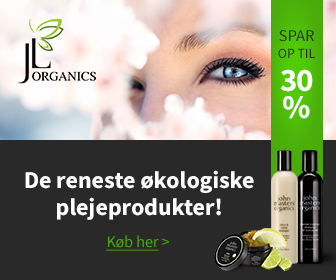 JL ORGANICS
SPAR
OP TIL
30
%
De reneste økologiske
plejeprodukter!
Køb her >
john
masters
organics
john
masters
organics